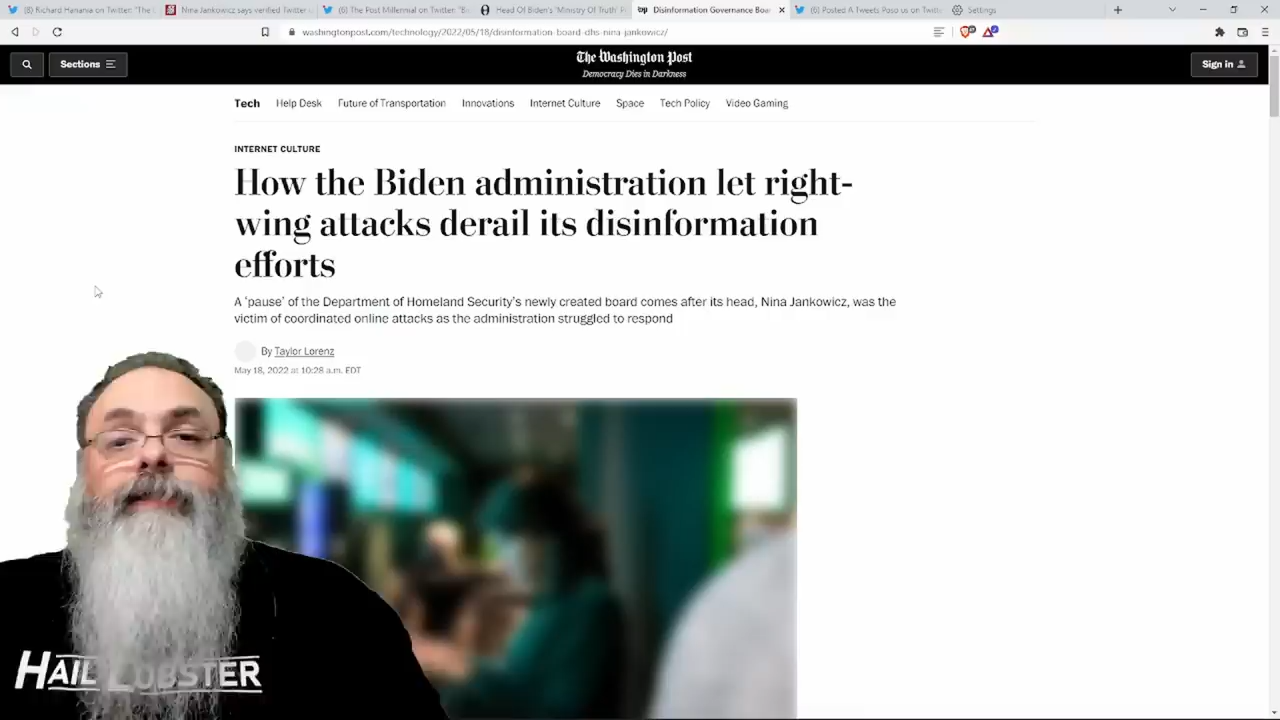 (6) Richard Hanania on Twitter: "The
Nina Jankowicz says verified Twitter
(6) The Post Millennial on Twitter: "B
Head Of Biden's 'Ministry Of Truth'
wp Disinformation Governance Boa
(6) Posted A Tweets Poso us on Twitt
Settings
washingtonpost.com/technology/2022/05/18/disinformation-board-dhs-nina-jankowicz/
Sections
The Washington Post
Democracy Dies in Darkness
Sign in
Tech Help Desk Future of Transportation Innovations Internet Culture Space Tech Policy Video Gaming
INTERNET CULTURE
How the Biden administration let right-
wing attacks derail its disinformation
efforts
A ‘pause’ of the Department of Homeland Security’s newly created board comes after its head, Nina Jankowicz, was the
victim of coordinated online attacks as the administration struggled to respond
By Taylor Lorenz
May 18, 2022 at 10:28 a.m. EDT
HAIL LOBSTER